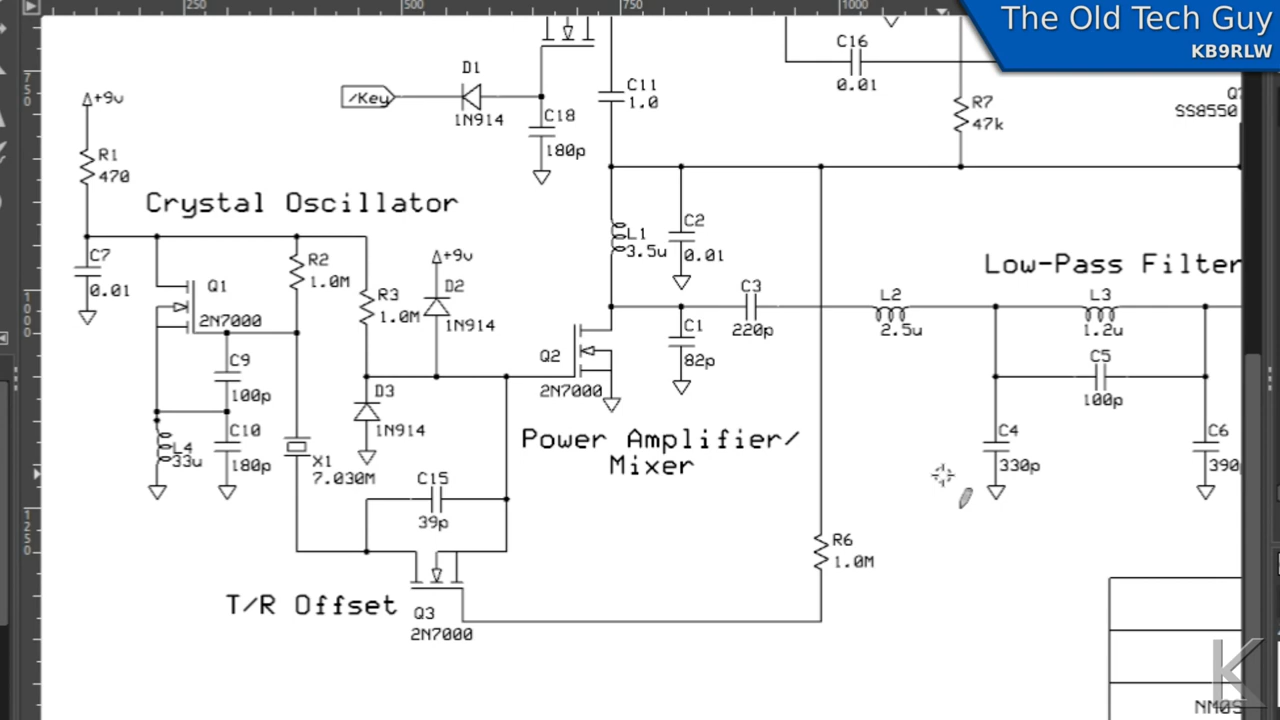 250
500
750
1000
The Old Tech Guy
KB9RLW
750
1000
1250
C16
0.01
D1
/Key
1N914
C18
180p
C11
1.0
R7
47k
SS8550
+9v
R1
470
Crystal Oscillator
C7
0.01
Q1
2N7000
R2
1.0M
R3
1.0M
+9v
D2
1N914
L1
3.5u
C2
0.01
Low-Pass Filter
C3
220p
L2
2.5u
L3
1.2u
C1
82p
Q2
2N7000
C5
100p
C9
100p
D3
1N914
C10
180p
L4
33u
X1
7.030M
Power Amplifier/
Mixer
C4
330p
C6
390
C15
39p
R6
1.0M
T/R Offset
Q3
2N7000
K
NMOS